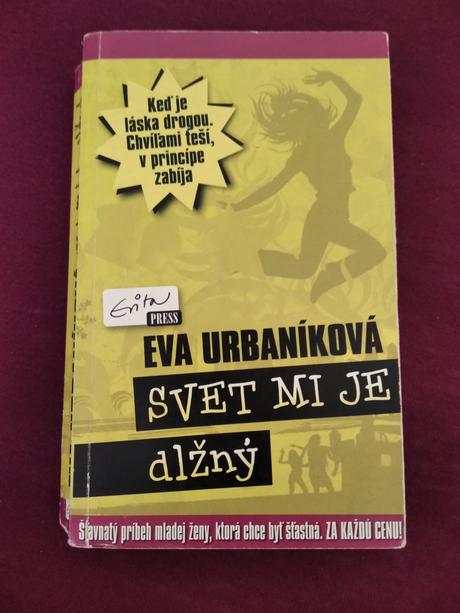 Keď je
láska drogou.
Chvíľami teší,
v princípe
zabíja
Evita
PRESS
EVA URBANÍKOVÁ
SVET MI JE
dlžný
Šťavnatý príbeh mladej ženy, ktorá chce byť šťastná. ZA KAŽDÚ CENU!